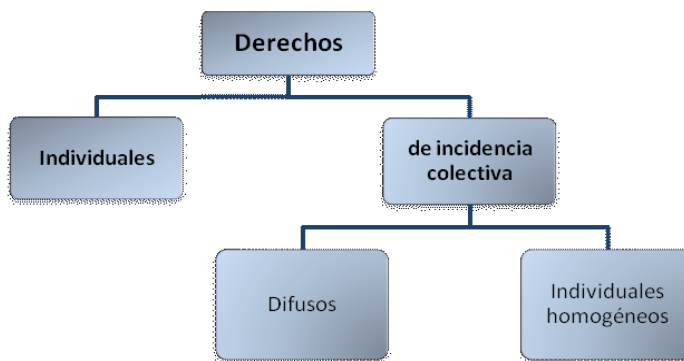 Derechos
Individuales
de incidencia
colectiva
Difusos
Individuales
homogéneos